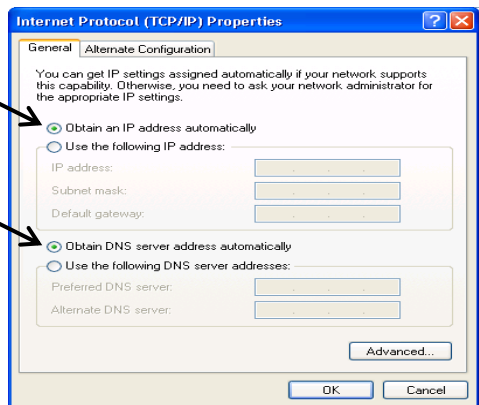 Internet Protocol (TCP/IP) Properties
General
Alternate Configuration
You can get IP settings assigned automatically if your network supports
this capability. Otherwise, you need to ask your network administrator for
the appropriate IP settings.
Obtain an IP address automatically
Use the following IP address:
IP address:
Subnet mask:
Default gateway:
Obtain DNS server address automatically
Use the following DNS server addresses:
Preferred DNS server:
Alternate DNS server:
Advanced...
OK
Cancel